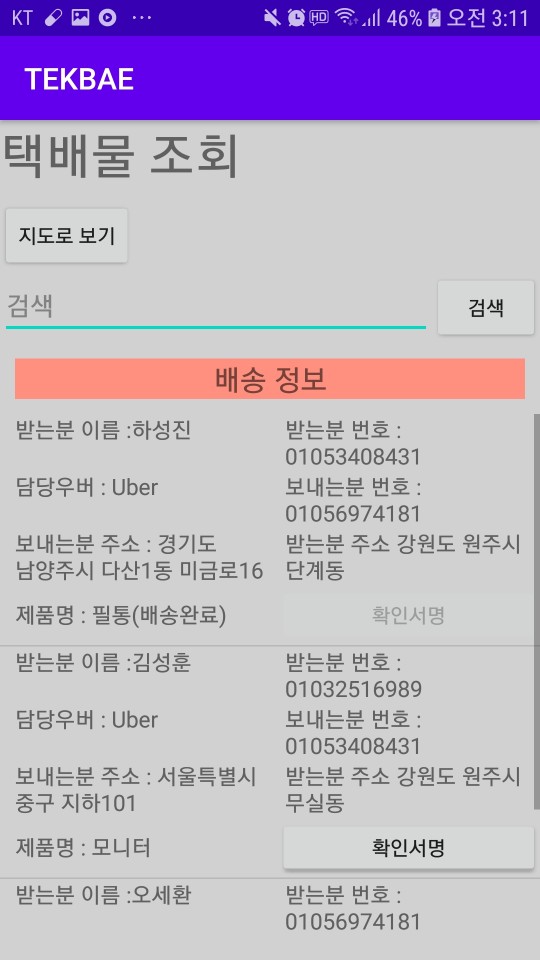 KT ... HD 46% 오전 3:11
TEKBAE
택배물 조회
지도로 보기
검색 검색
배송 정보
받는분 이름 :하성진
받는분 번호 :
01053408431
담당우버 : Uber
보내는분 번호 :
01056974181
보내는분 주소 : 경기도
남양주시 다산1동 미금로16
받는분 주소 강원도 원주시
단계동
제품명 : 필통(배송완료)
확인서명
받는분 이름 :김성훈
받는분 번호 :
01032516989
담당우버 : Uber
보내는분 번호 :
01053408431
보내는분 주소 : 서울특별시
중구 지하101
받는분 주소 강원도 원주시
무실동
제품명 : 모니터
확인서명
받는분 이름 :오세환
받는분 번호 :
01056974181